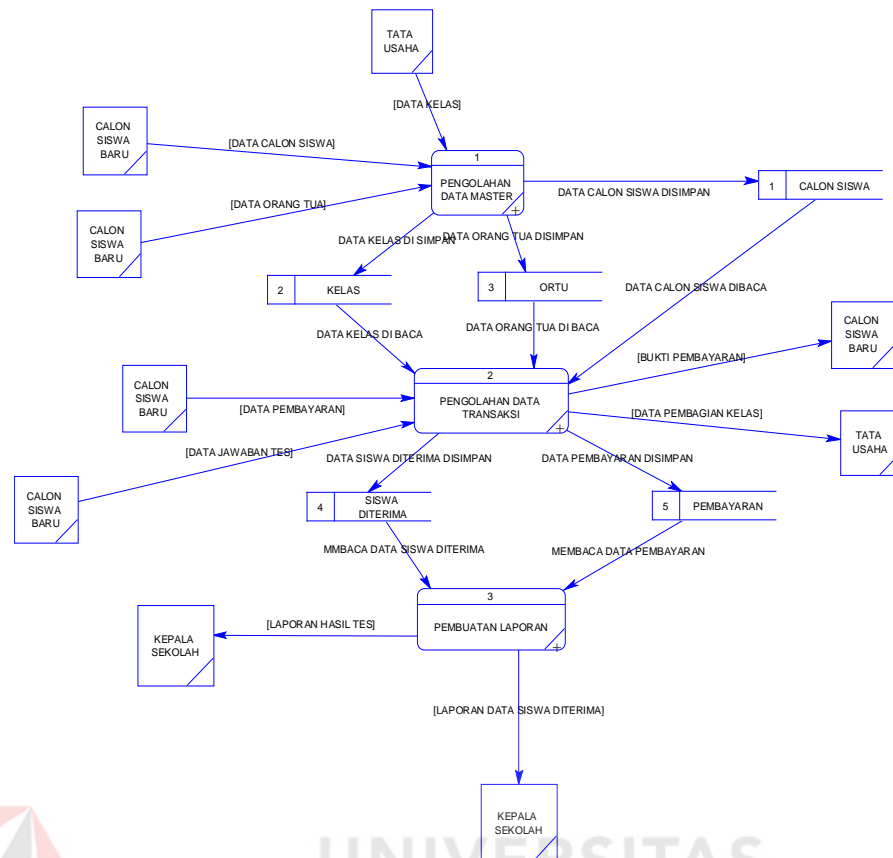 TATA
USAHA
[DATA KELAS]
CALON
SISWA
BARU
[DATA CALON SISWA]
1
PENGOLAHAN
DATA MASTER
+
DATA CALON SISWA DISIMPAN
1
CALON SISWA
[DATA ORANG TUA]
CALON
SISWA
BARU
DATA KELAS DI SIMPAN
DATA ORANG TUA DISIMPAN
2
KELAS
3
ORTU
DATA CALON SISWA DIBACA
DATA KELAS DI BACA
DATA ORANG TUA DI BACA
CALON
SISWA
BARU
[BUKTI PEMBAYARAN]
2
PENGOLAHAN DATA
TRANSAKSI
+
CALON
SISWA
BARU
[DATA PEMBAYARAN]
[DATA PEMBAGIAN KELAS]
TATA
USAHA
[DATA JAWABAN TES]
CALON
SISWA
BARU
DATA SISWA DITERIMA DISIMPAN
DATA PEMBAYARAN DISIMPAN
4
SISWA
DITERIMA
5
PEMBAYARAN
MMBACA DATA SISWA DITERIMA
MEMBACA DATA PEMBAYARAN
3
PEMBUATAN LAPORAN
+
[LAPORAN HASIL TES]
KEPALA
SEKOLAH
[LAPORAN DATA SISWA DITERIMA]
KEPALA
SEKOLAH
UNIVERSITAS